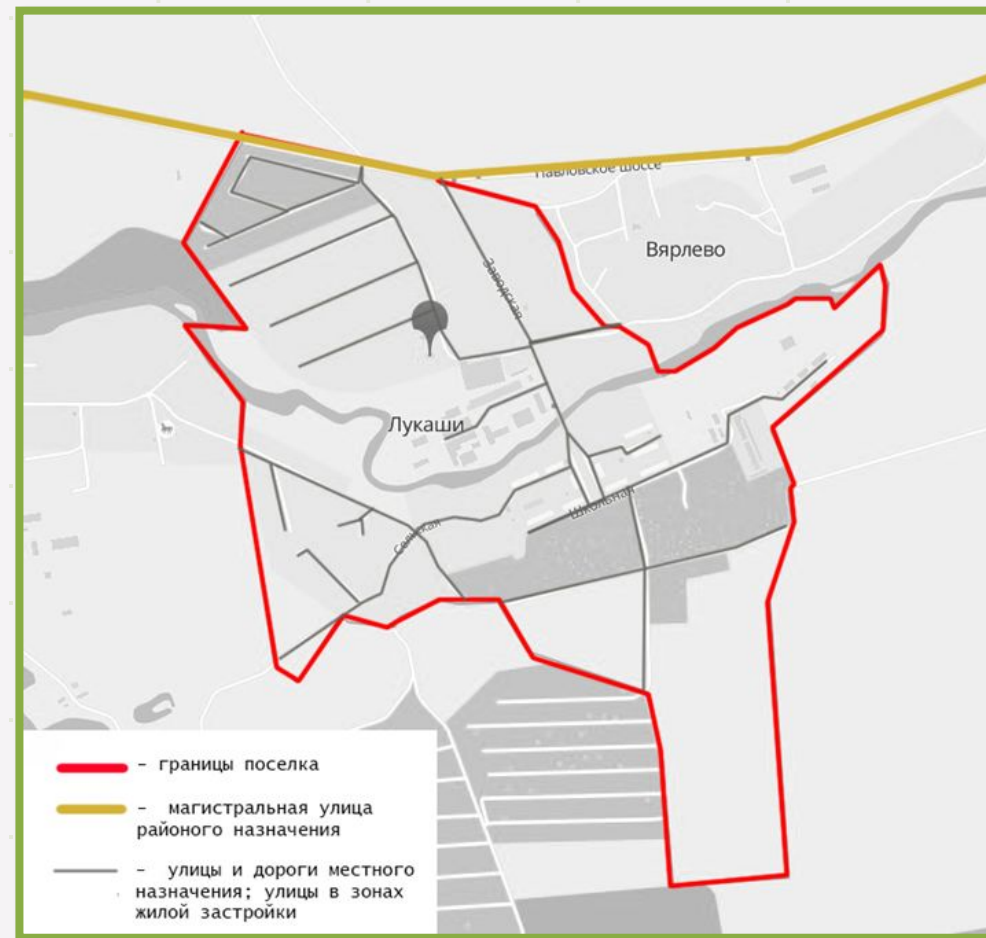 Павловское шоссе
Вярлево
Заводская
Лукаши
Школьная
Сельская
- границы поселка
- магистральная улица
районого назначения
- улицы и дороги местного
назначения; улицы в зонах
жилой застройки